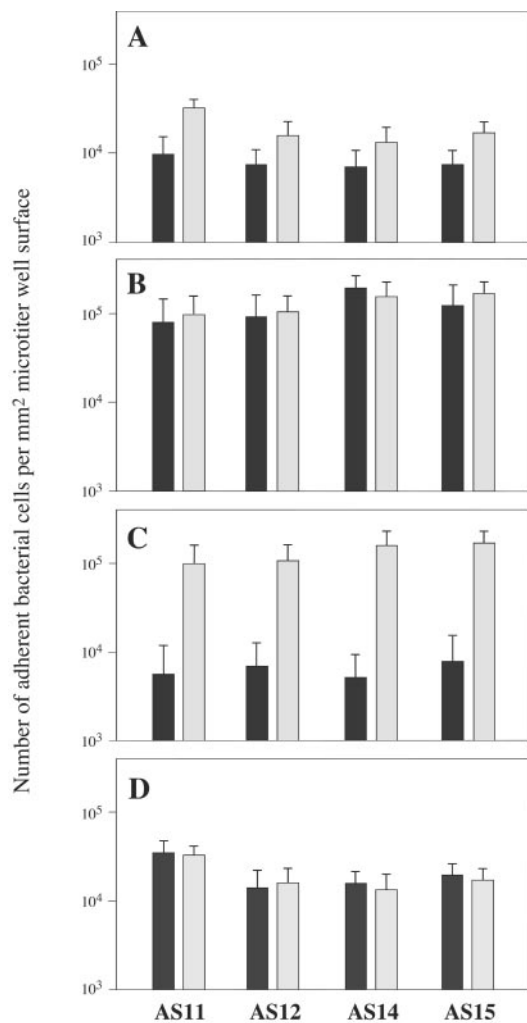 Number of adherent bacterial cells per mm² microtiter well surface
A
10⁵
10⁴
10³
B
10⁵
10⁴
10³
C
10⁵
10⁴
10³
D
10⁵
10⁴
10³
AS11 AS12 AS14 AS15